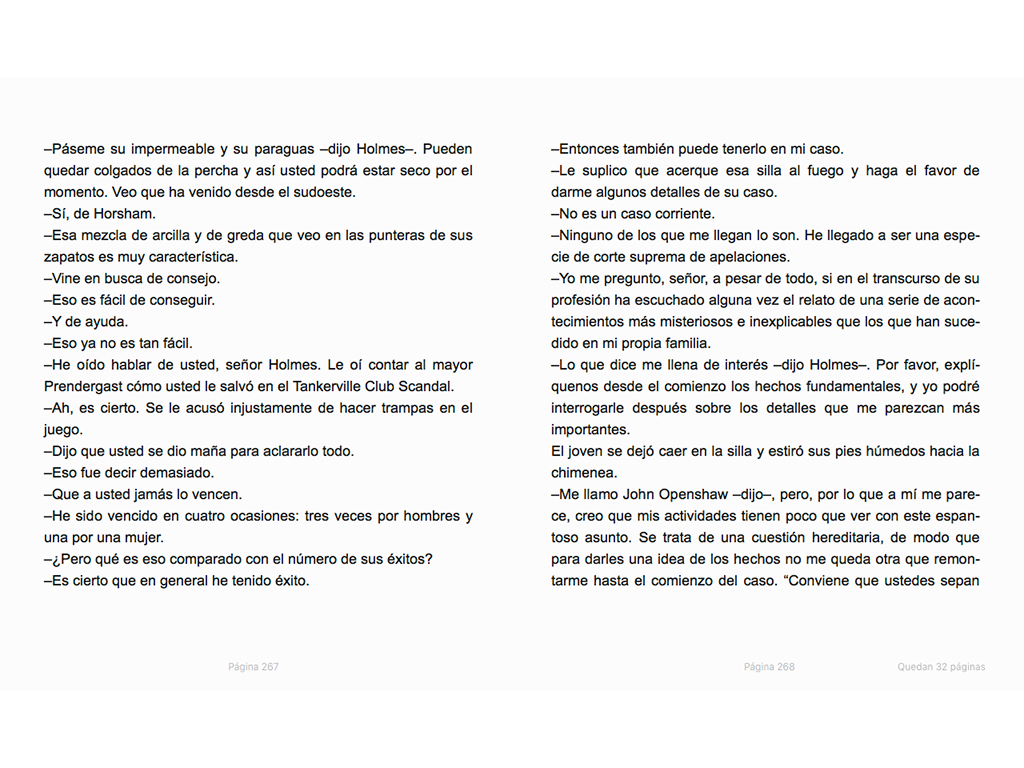 –Páseme su impermeable y su paraguas –dijo Holmes–. Pueden
quedar colgados de la percha y así usted podrá estar seco por el
momento. Veo que ha venido desde el sudoeste.
–Sí, de Horsham.
–Esa mezcla de arcilla y de greda que veo en las punteras de sus
zapatos es muy característica.
–Vine en busca de consejo.
–Eso es fácil de conseguir.
–Y de ayuda.
–Eso ya no es tan fácil.
–He oído hablar de usted, señor Holmes. Le oí contar al mayor
Prendergast cómo usted le salvó en el Tankerville Club Scandal.
–Ah, es cierto. Se le acusó injustamente de hacer trampas en el
juego.
–Dijo que usted se dio maña para aclararlo todo.
–Eso fue decir demasiado.
–Que a usted jamás lo vencen.
–He sido vencido en cuatro ocasiones: tres veces por hombres y
una por una mujer.
–¿Pero qué es eso comparado con el número de sus éxitos?
–Es cierto que en general he tenido éxito.
Página 267
–Entonces también puede tenerlo en mi caso.
–Le suplico que acerque esa silla al fuego y haga el favor de
darme algunos detalles de su caso.
–No es un caso corriente.
–Ninguno de los que me llegan lo son. He llegado a ser una espe-
cie de corte suprema de apelaciones.
–Yo me pregunto, señor, a pesar de todo, si en el transcurso de su
profesión ha escuchado alguna vez el relato de una serie de acon-
tecimientos más misteriosos e inexplicables que los que han suce-
dido en mi propia familia.
–Lo que dice me llena de interés –dijo Holmes–. Por favor, explí-
quenos desde el comienzo los hechos fundamentales, y yo podré
interrogarle después sobre los detalles que me parezcan más
importantes.
El joven se dejó caer en la silla y estiró sus pies húmedos hacia la
chimenea.
–Me llamo John Openshaw –dijo–, pero, por lo que a mí me pare-
ce, creo que mis actividades tienen poco que ver con este espan-
toso asunto. Se trata de una cuestión hereditaria, de modo que
para darles una idea de los hechos no me queda otra que remon-
tarme hasta el comienzo del caso. “Conviene que ustedes sepan
Página 268
Quedan 32 páginas